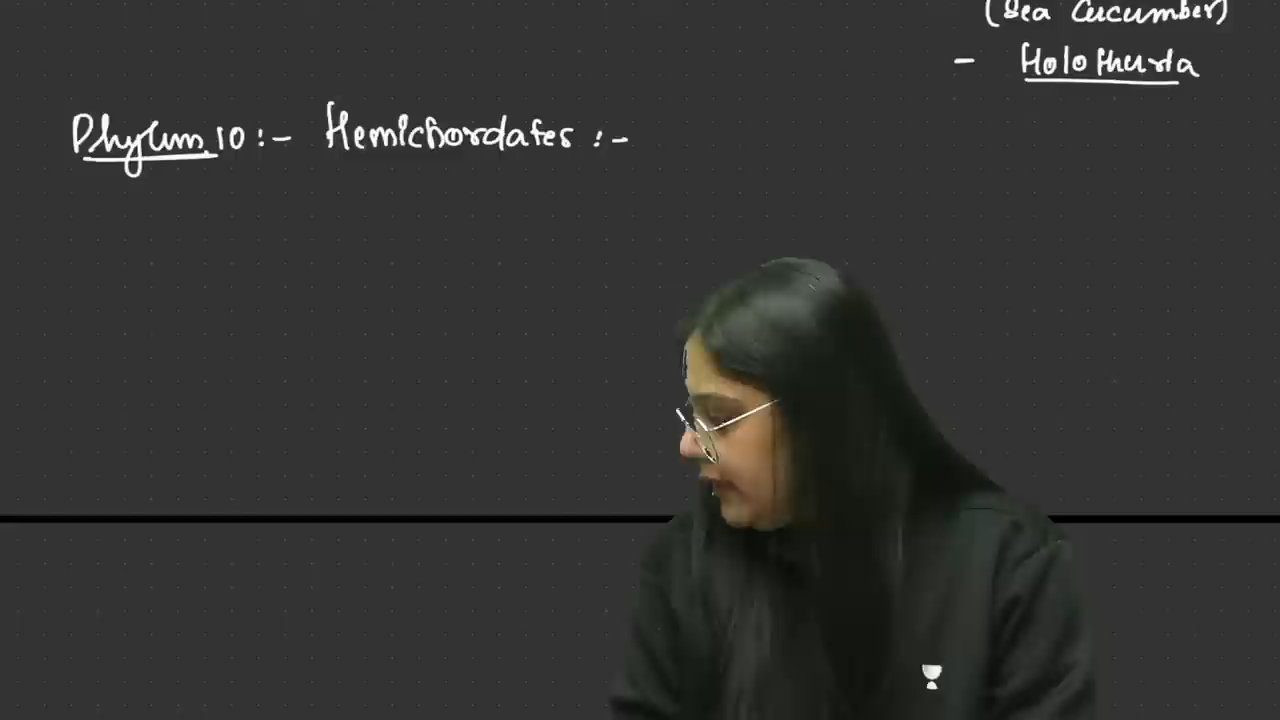 (Sea Cucumber)
- Holothuria
Phylum 10 :- Hemichordates :-